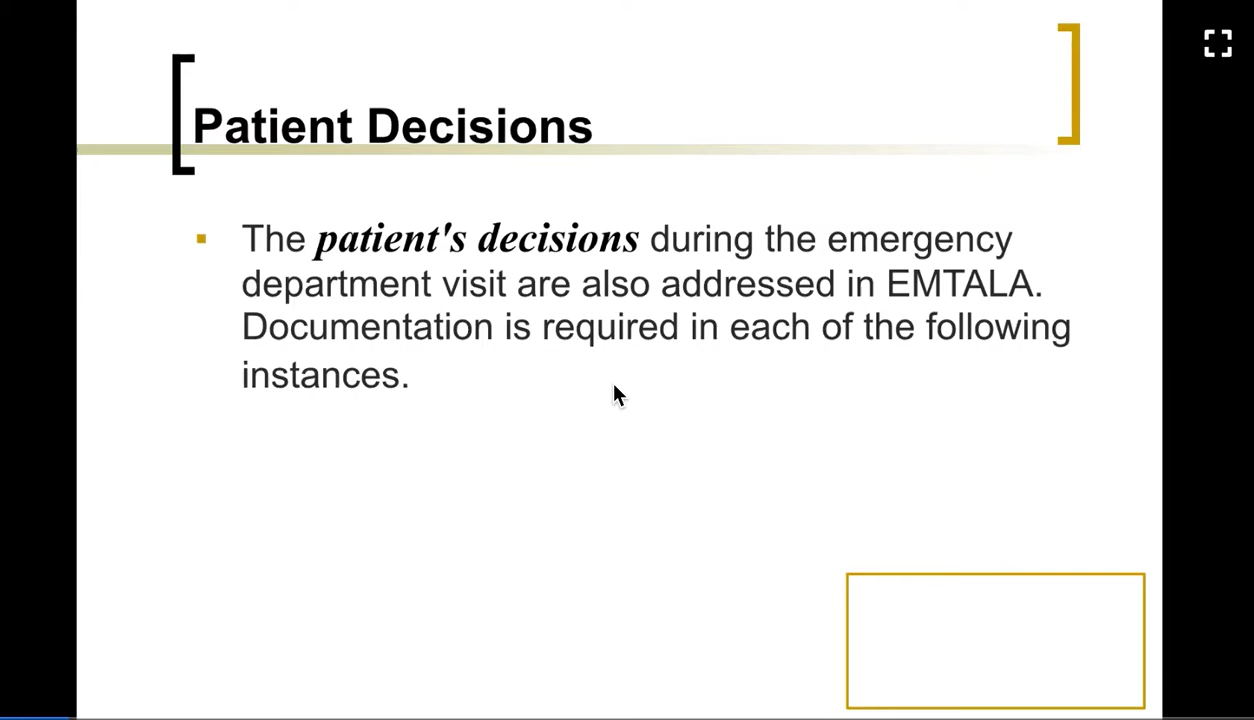 Patient Decisions
The patient's decisions during the emergency
department visit are also addressed in EMTALA.
Documentation is required in each of the following
instances.